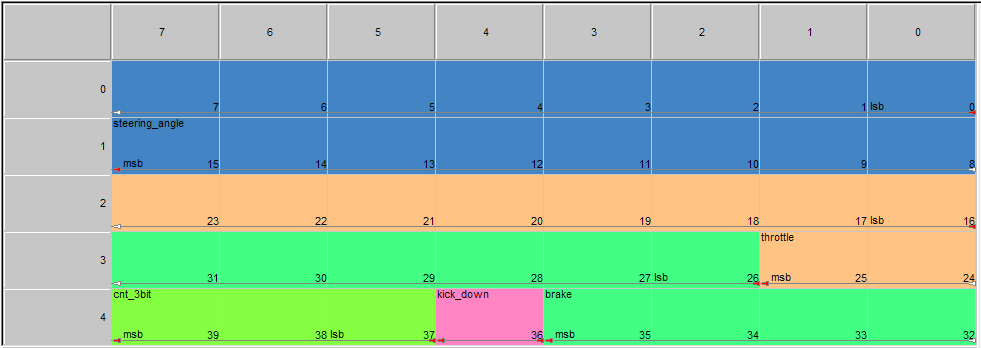 7 6 5 4 3 2 1 0
0 7 6 5 4 3 2 1 lsb 0
steering_angle
1 msb 15 14 13 12 11 10 9 8
2 23 22 21 20 19 18 17 lsb 16
throttle
3 31 30 29 28 27 lsb 26 msb 25 24
cnt_3bit kick_down brake
4 msb 39 38 lsb 37 36 msb 35 34 33 32